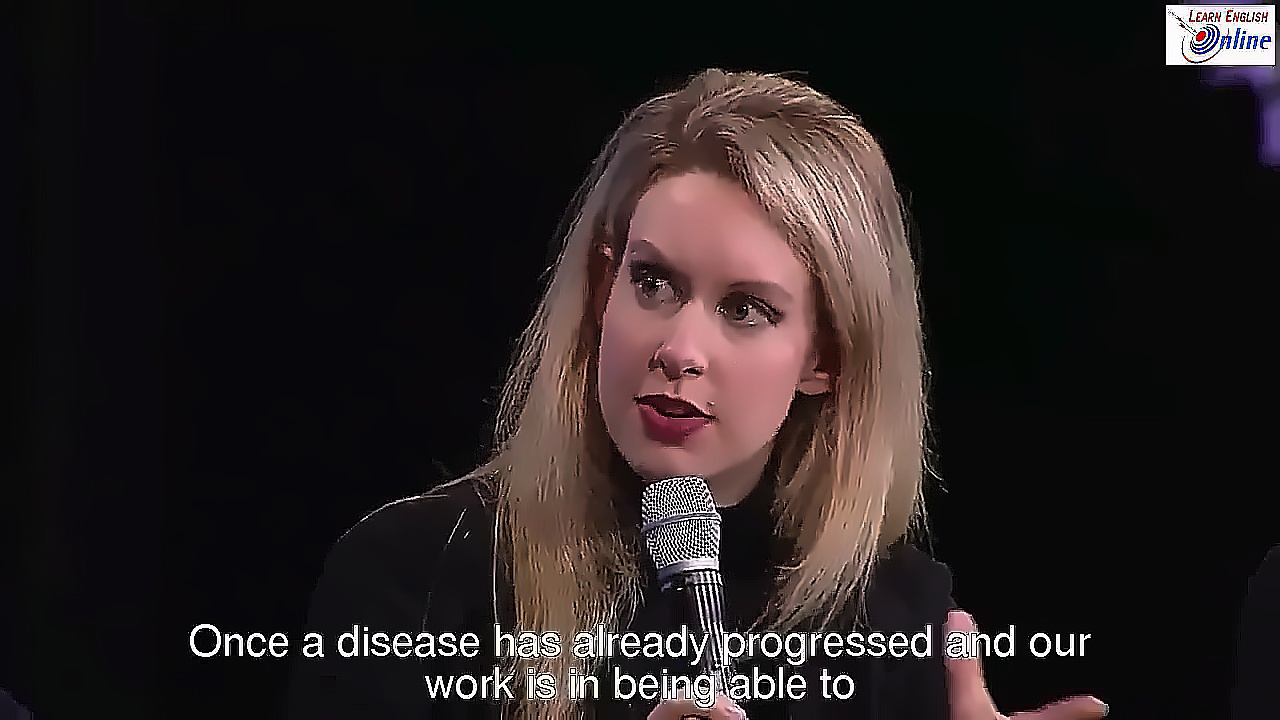 LEARN ENGLISH
Online
Once a disease has already progressed and our
work is in being able to